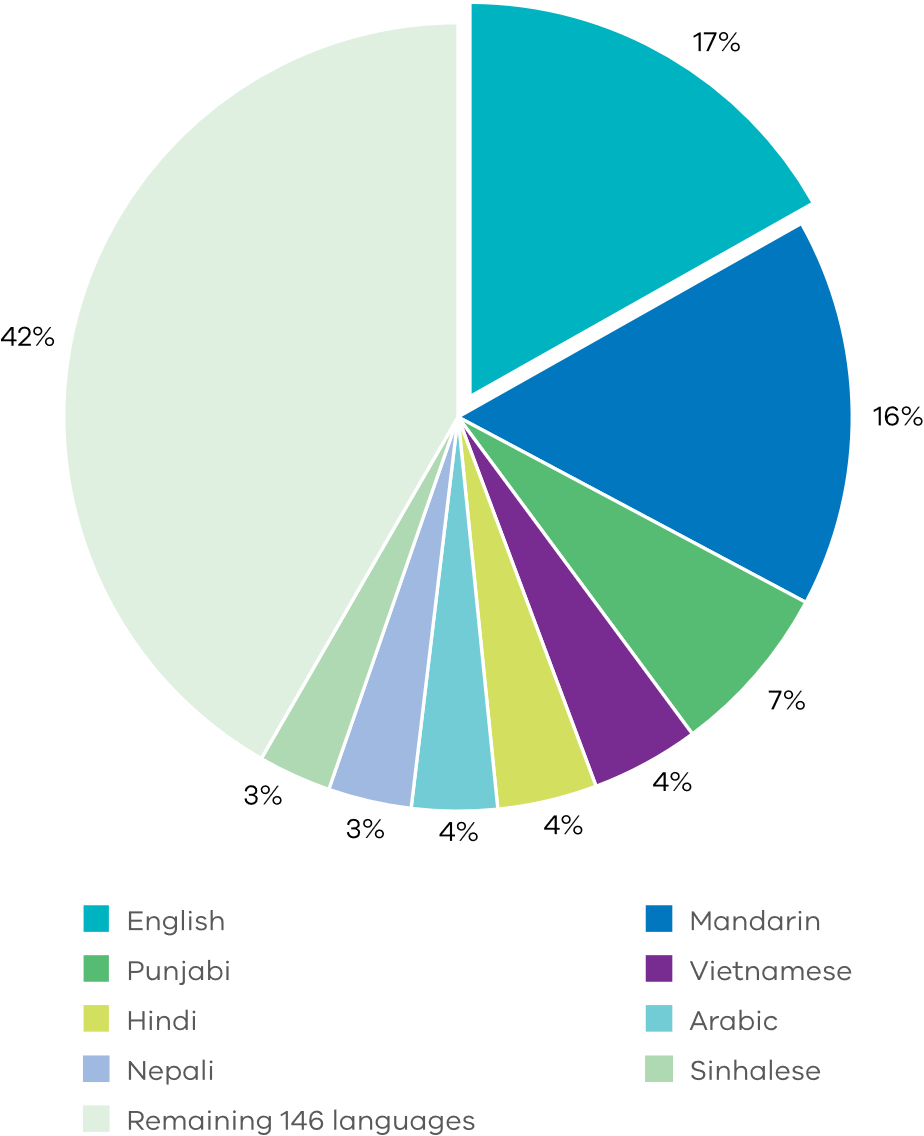 17%
42%
16%
7%
4%
3%
3%
4%
4%
English
Mandarin
Punjabi
Vietnamese
Hindi
Arabic
Nepali
Sinhalese
Remaining 146 languages